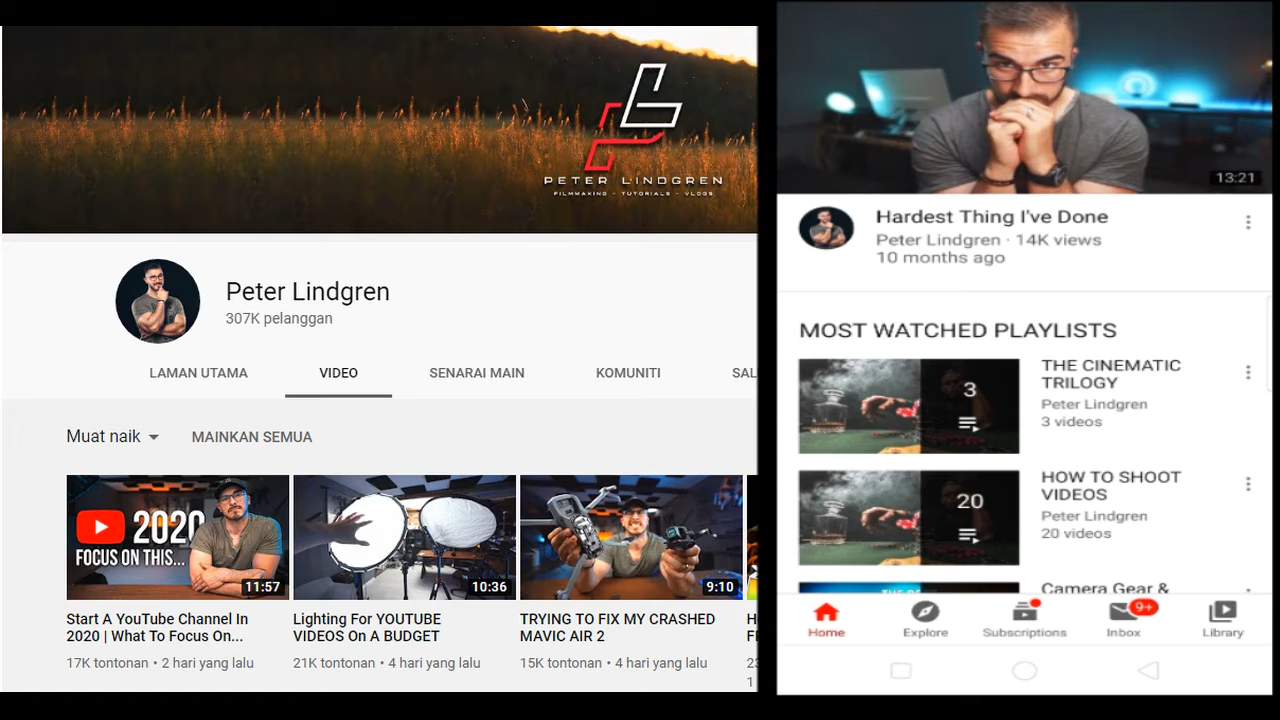 PETER LINDGREN
FILMMAKING - TUTORIALS - VLOGS
Peter Lindgren
307K pelanggan
LAMAN UTAMA VIDEO SENARAI MAIN KOMUNITI SAL
Muat naik MAINKAN SEMUA
2020
FOCUS ON THIS...
11:57
10:36
9:10
Start A YouTube Channel In
2020 | What To Focus On...
17K tontonan • 2 hari yang lalu
Lighting For YOUTUBE
VIDEOS On A BUDGET
21K tontonan • 4 hari yang lalu
TRYING TO FIX MY CRASHED
MAVIC AIR 2
15K tontonan • 4 hari yang lalu
H
FF
23
1
13:21
Hardest Thing I've Done
Peter Lindgren · 14K views
10 months ago
MOST WATCHED PLAYLISTS
3
THE CINEMATIC
TRILOGY
Peter Lindgren
3 videos
20
HOW TO SHOOT
VIDEOS
Peter Lindgren
20 videos
Camera Gear &
9+
Home Explore Subscriptions Inbox Library